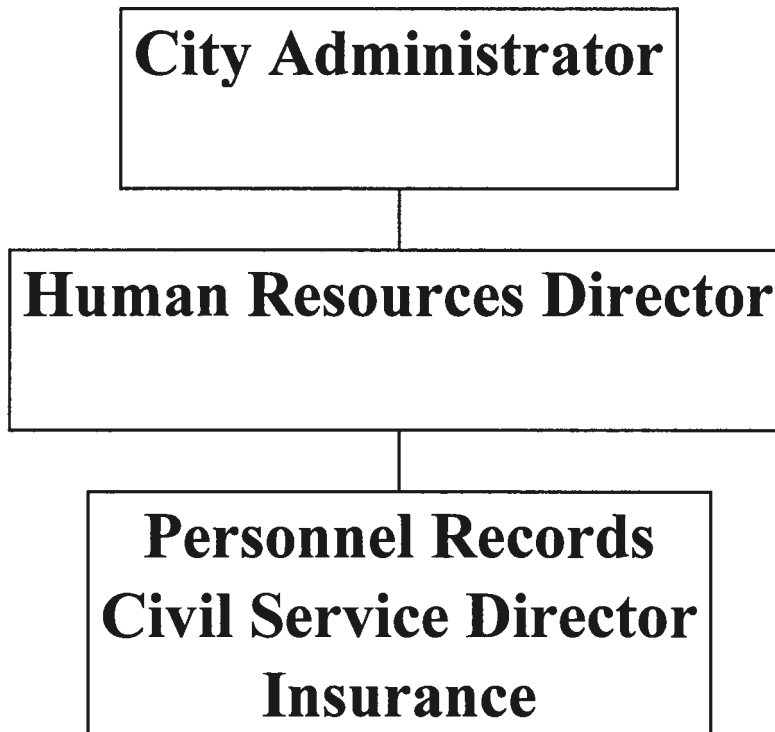 City Administrator
Human Resources Director
Personnel Records
Civil Service Director
Insurance